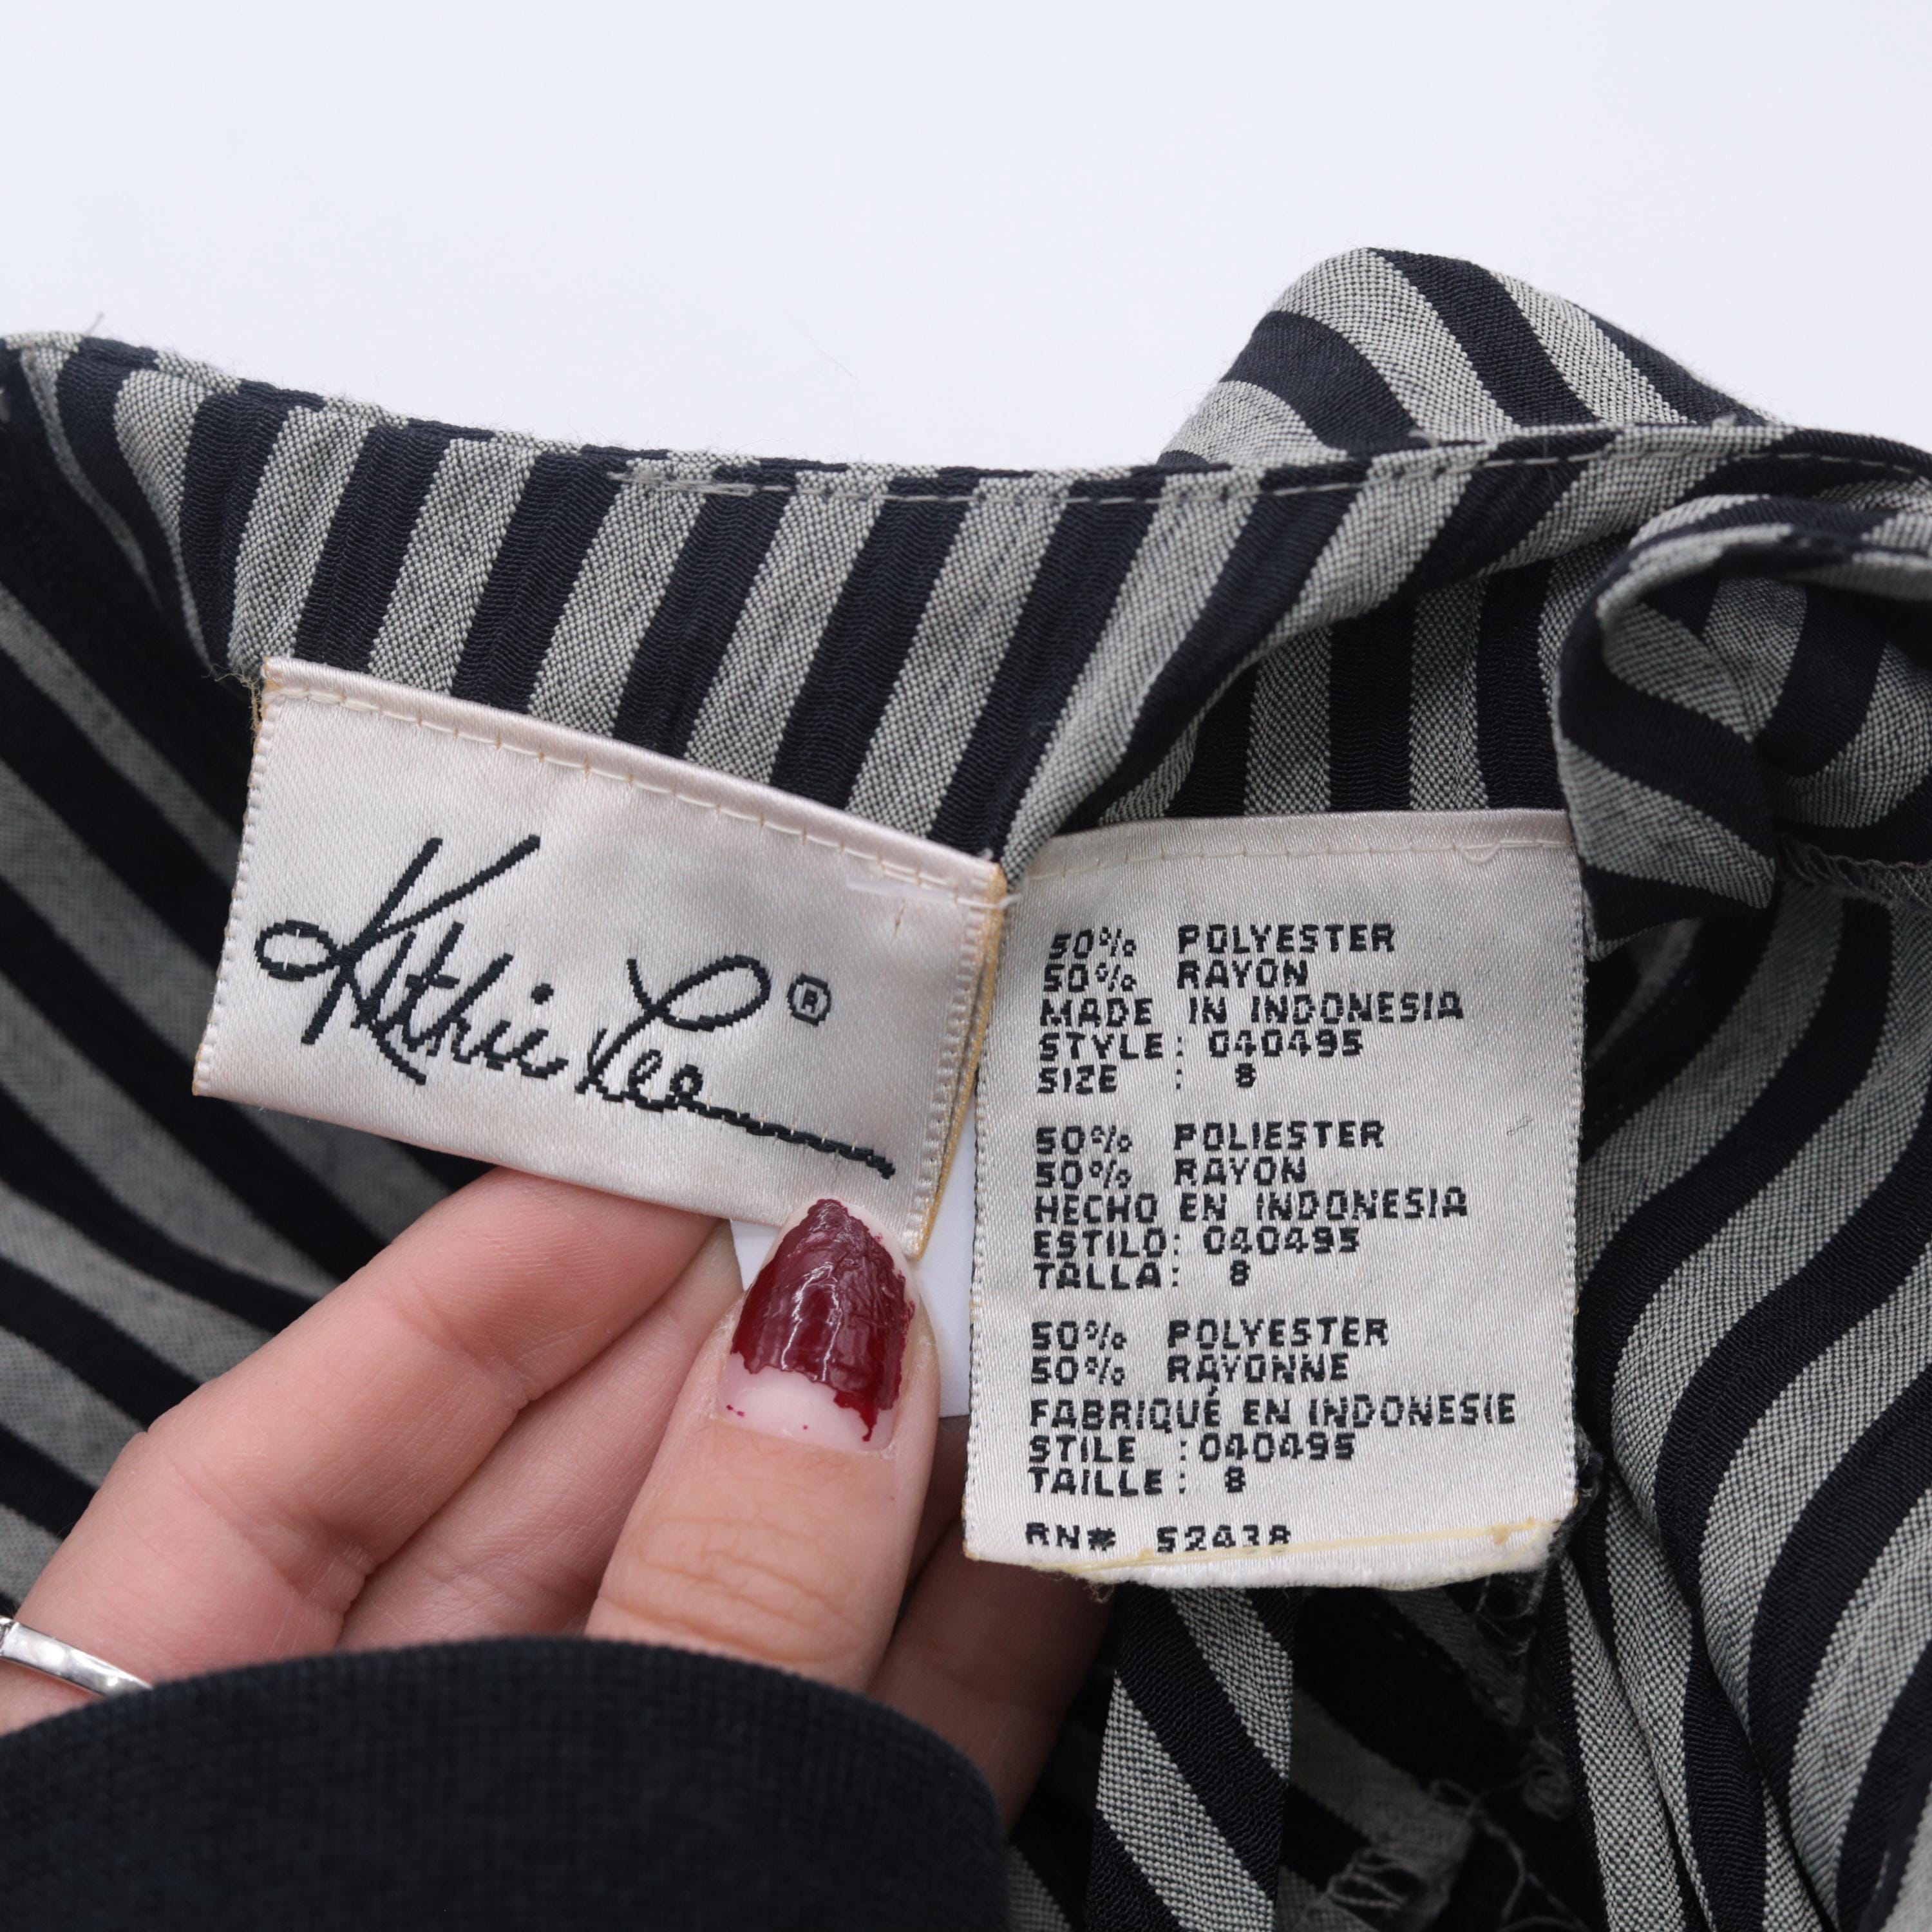 Kathie Lee®
50% POLYESTER
50% RAYON
MADE IN INDONESIA
STYLE: 040495
SIZE : 8
50% POLIESTER
50% RAYON
HECHO EN INDONESIA
ESTILO: 040495
TALLA: 8
50% POLYESTER
50% RAYONNE
FABRIQUÉ EN INDONESIE
STILE :040495
TAILLE: 8
RN# 52438